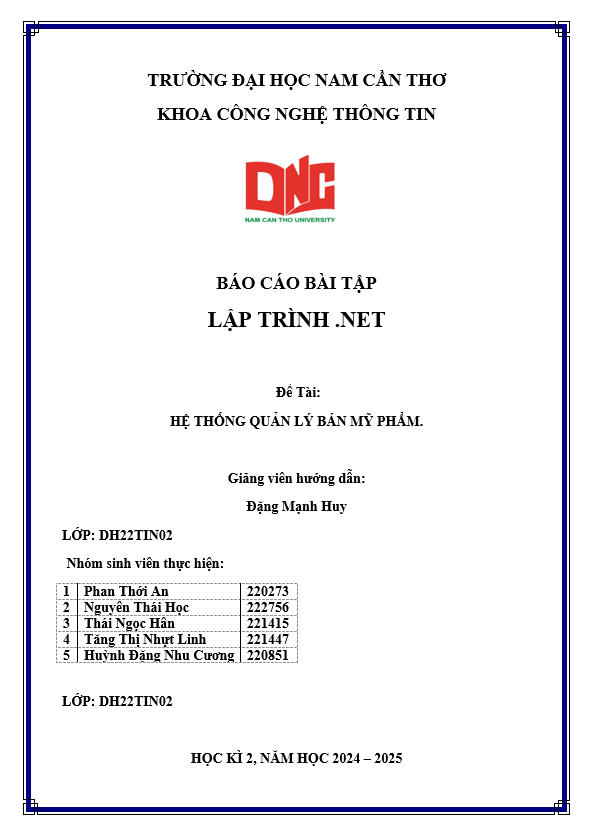 TRƯỜNG ĐẠI HỌC NAM CẦN THƠ
KHOA CÔNG NGHỆ THÔNG TIN
DNC
NAM CAN THO UNIVERSITY
BÁO CÁO BÀI TẬP
LẬP TRÌNH .NET
Đề Tài:
HỆ THỐNG QUẢN LÝ BÁN MỸ PHẨM.
Giảng viên hướng dẫn:
Đặng Mạnh Huy
LỚP: DH22TIN02
Nhóm sinh viên thực hiện:
1 Phan Thới An 220273
2 Nguyễn Thái Học 222756
3 Thái Ngọc Hân 221415
4 Tăng Thị Nhựt Linh 221447
5 Huỳnh Đặng Nhu Cương 220851
LỚP: DH22TIN02
HỌC KÌ 2, NĂM HỌC 2024 – 2025